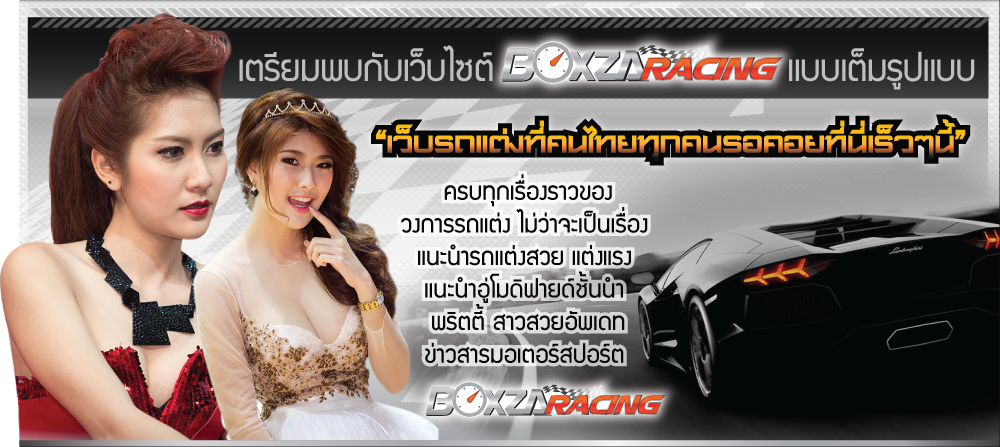 เตรียมพบกับเว็บไซต์ BOXZARACING แบบเต็มรูปแบบ
“เว็บรถแต่งที่คนไทยทุกคนรอคอยที่นี่เร็วๆนี้”
ครบทุกเรื่องราวของ
วงการรถแต่ง ไม่ว่าจะเป็นเรื่อง
แนะนำรถแต่งสวย แต่งแรง
แนะนำอู่โมดิฟายด์ชั้นนำ
พริตตี้ สาวสวยอัพเดท
ข่าวสารมอเตอร์สปอร์ต
BOXZARACING
Lamborghini